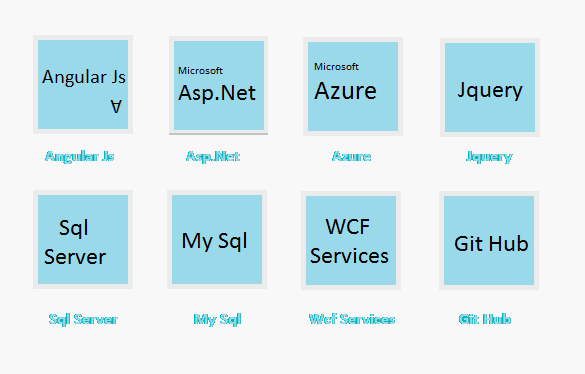 Angular Js
∀
Microsoft
Asp.Net
Microsoft
Azure
Jquery
Angular Js
Asp.Net
Azure
Jquery
Sql
Server
My Sql
WCF
Services
Git Hub
Sql Server
My Sql
Wcf Services
Git Hub